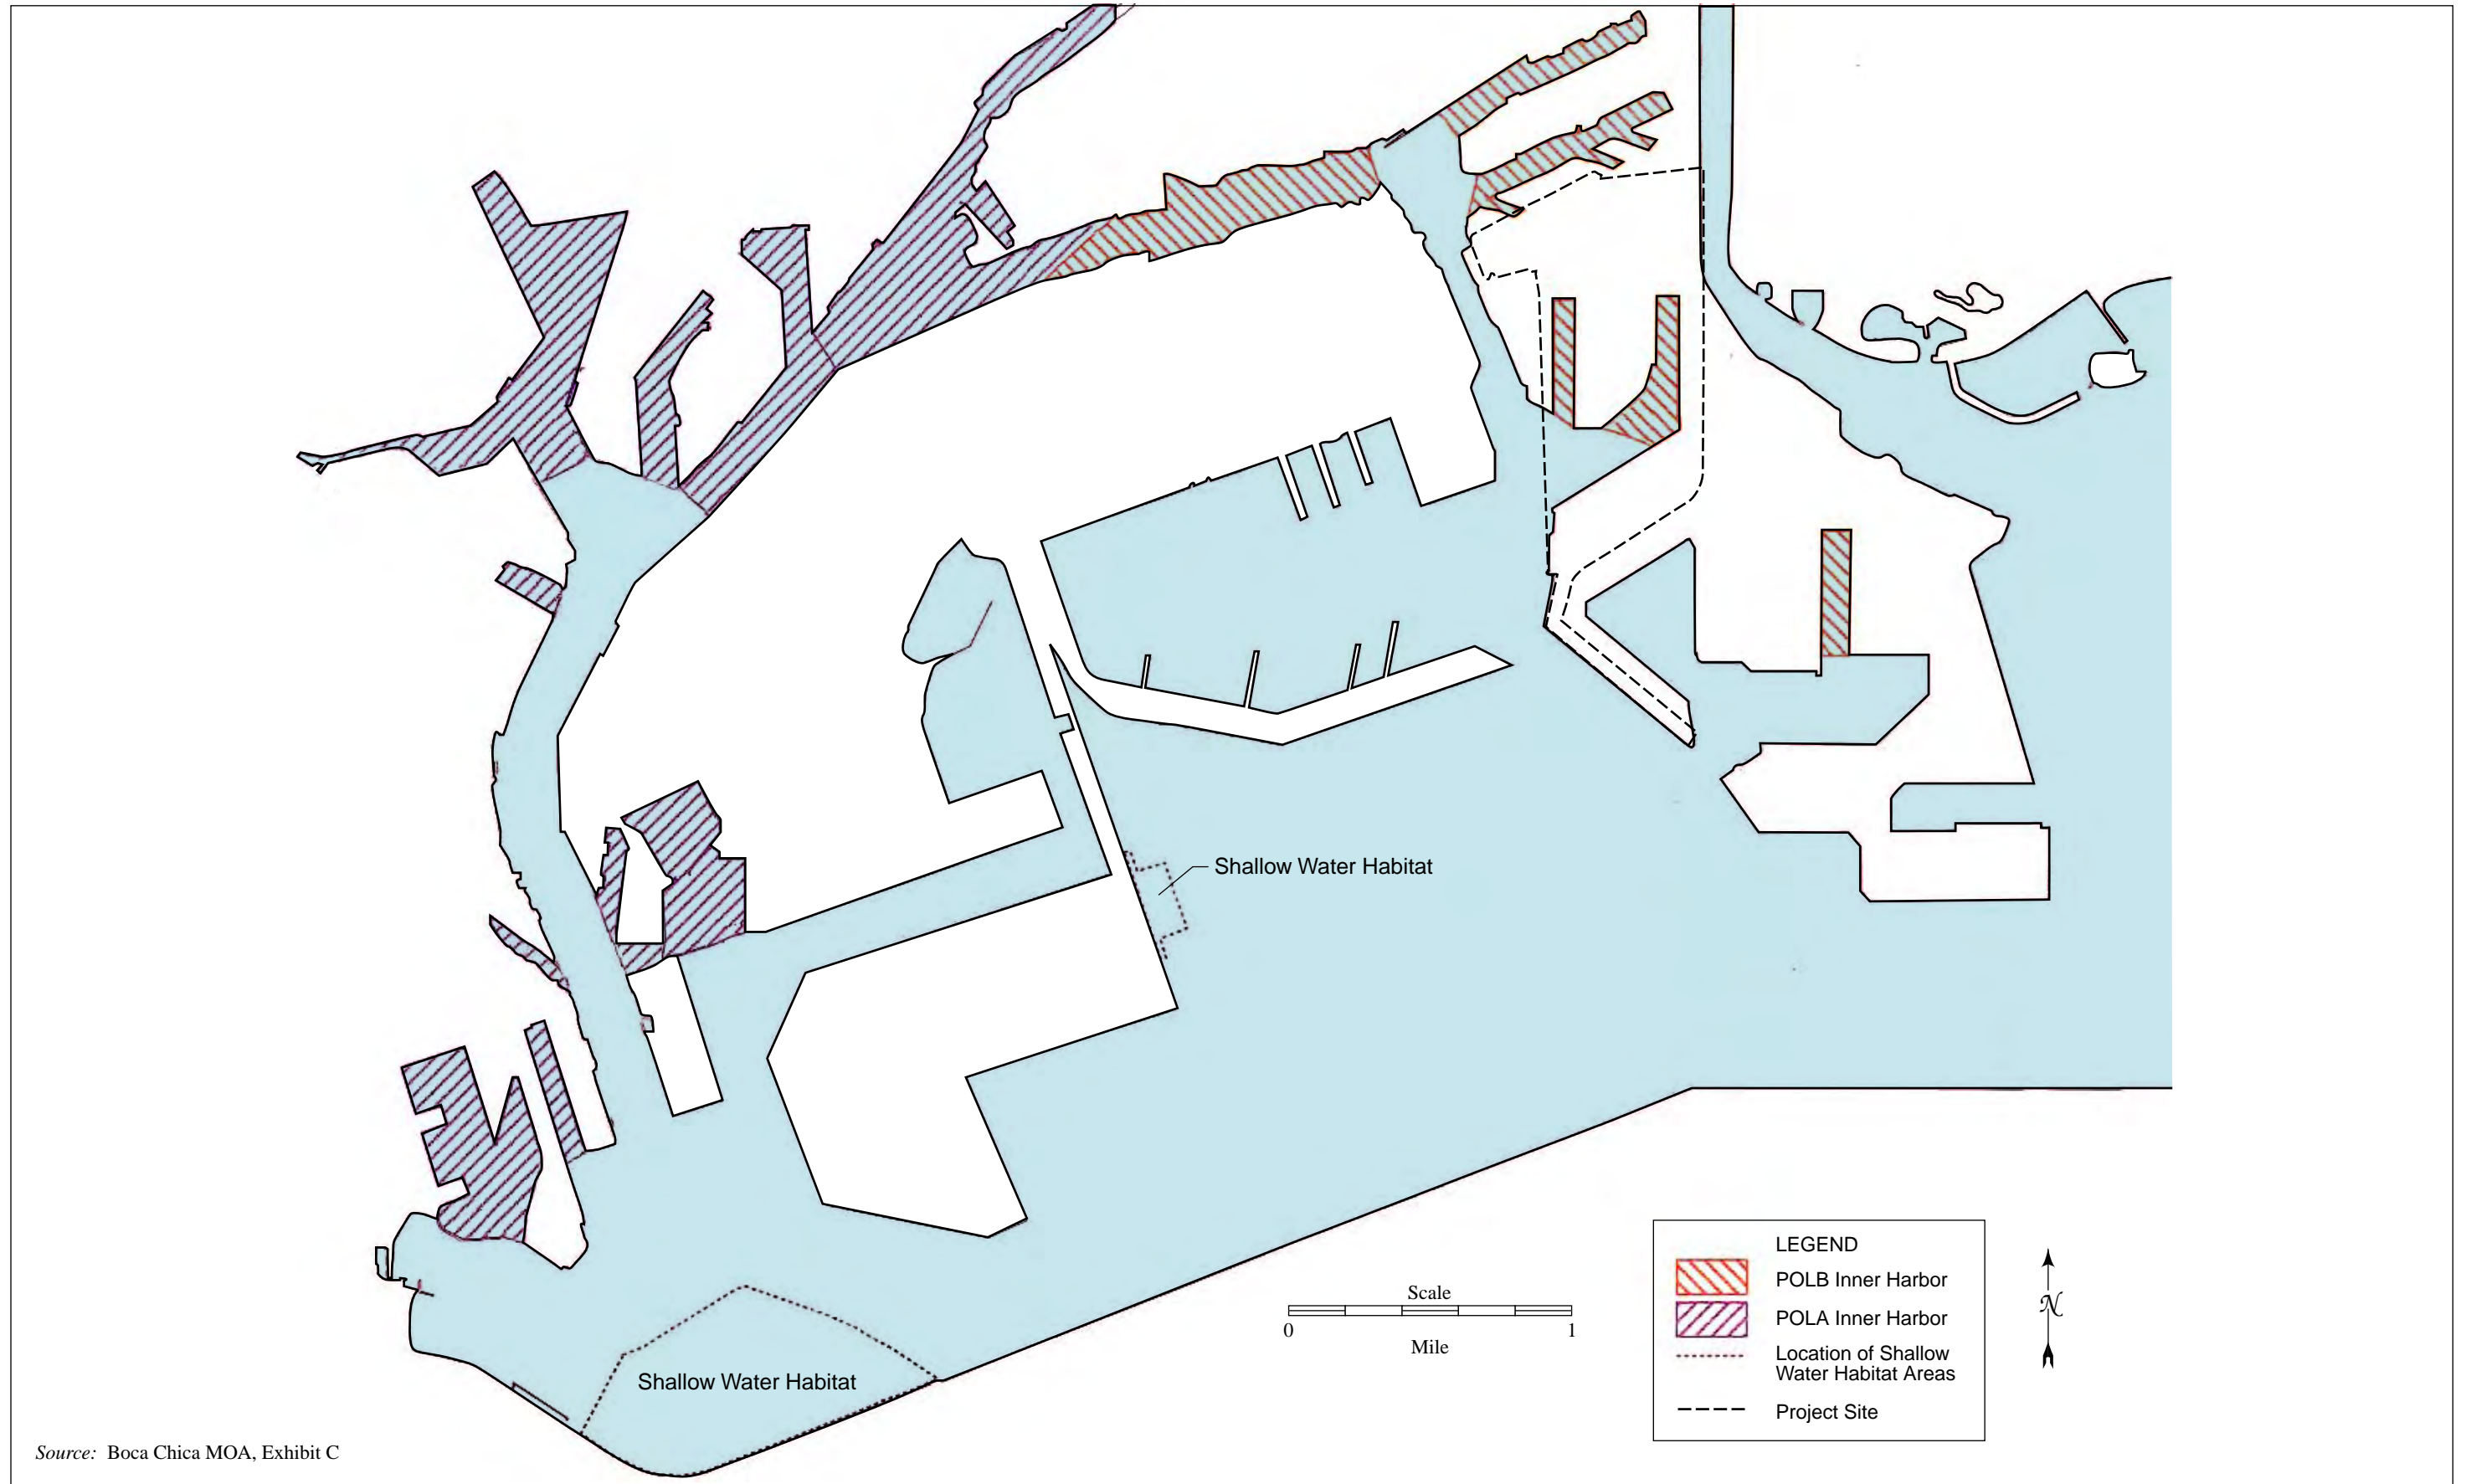 Shallow Water Habitat
Shallow Water Habitat
Scale
0 1
Mile
LEGEND
POLB Inner Harbor
POLA Inner Harbor
Location of Shallow
Water Habitat Areas
Project Site
N
Source: Boca Chica MOA, Exhibit C